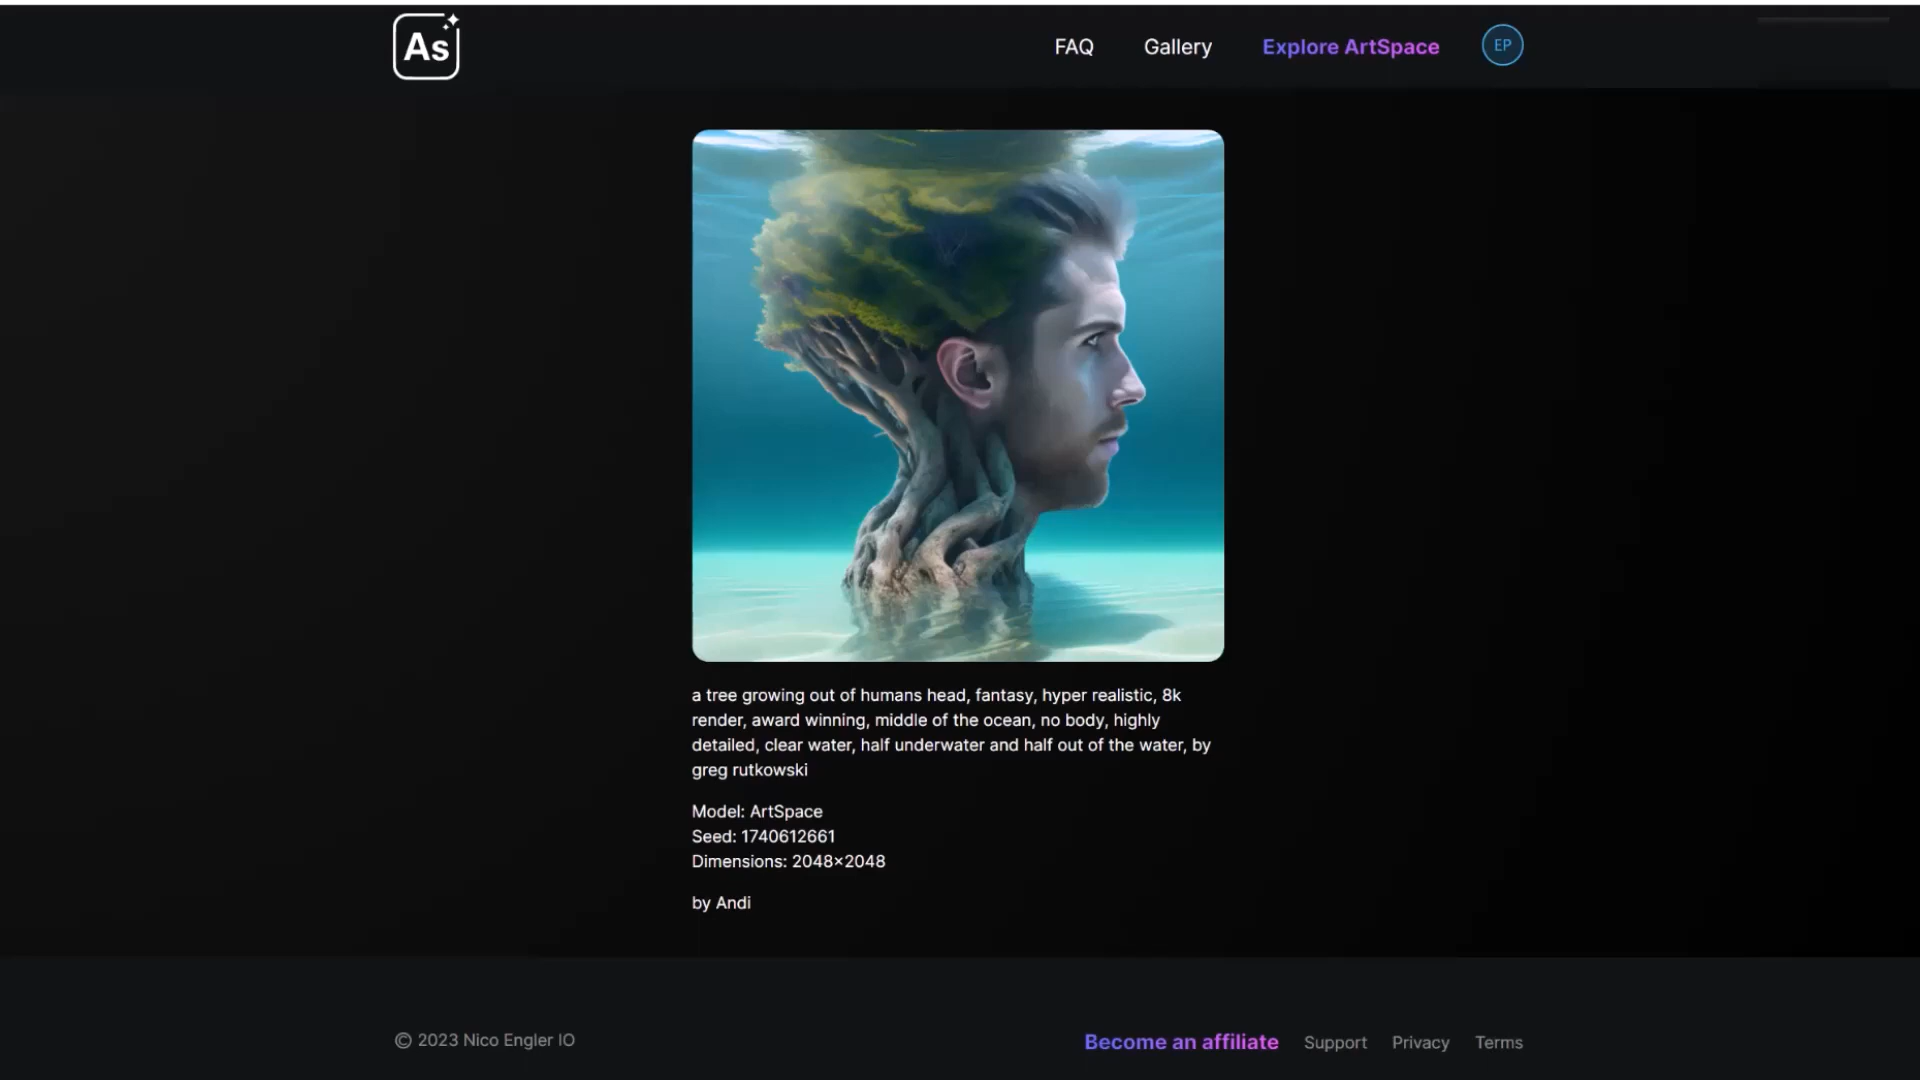 As
FAQ
Gallery
Explore ArtSpace
EP
a tree growing out of humans head, fantasy, hyper realistic, 8k
render, award winning, middle of the ocean, no body, highly
detailed, clear water, half underwater and half out of the water, by
greg rutkowski
Model: ArtSpace
Seed: 1740612661
Dimensions: 2048×2048
by Andi
© 2023 Nico Engler IO
Become an affiliate
Support
Privacy
Terms